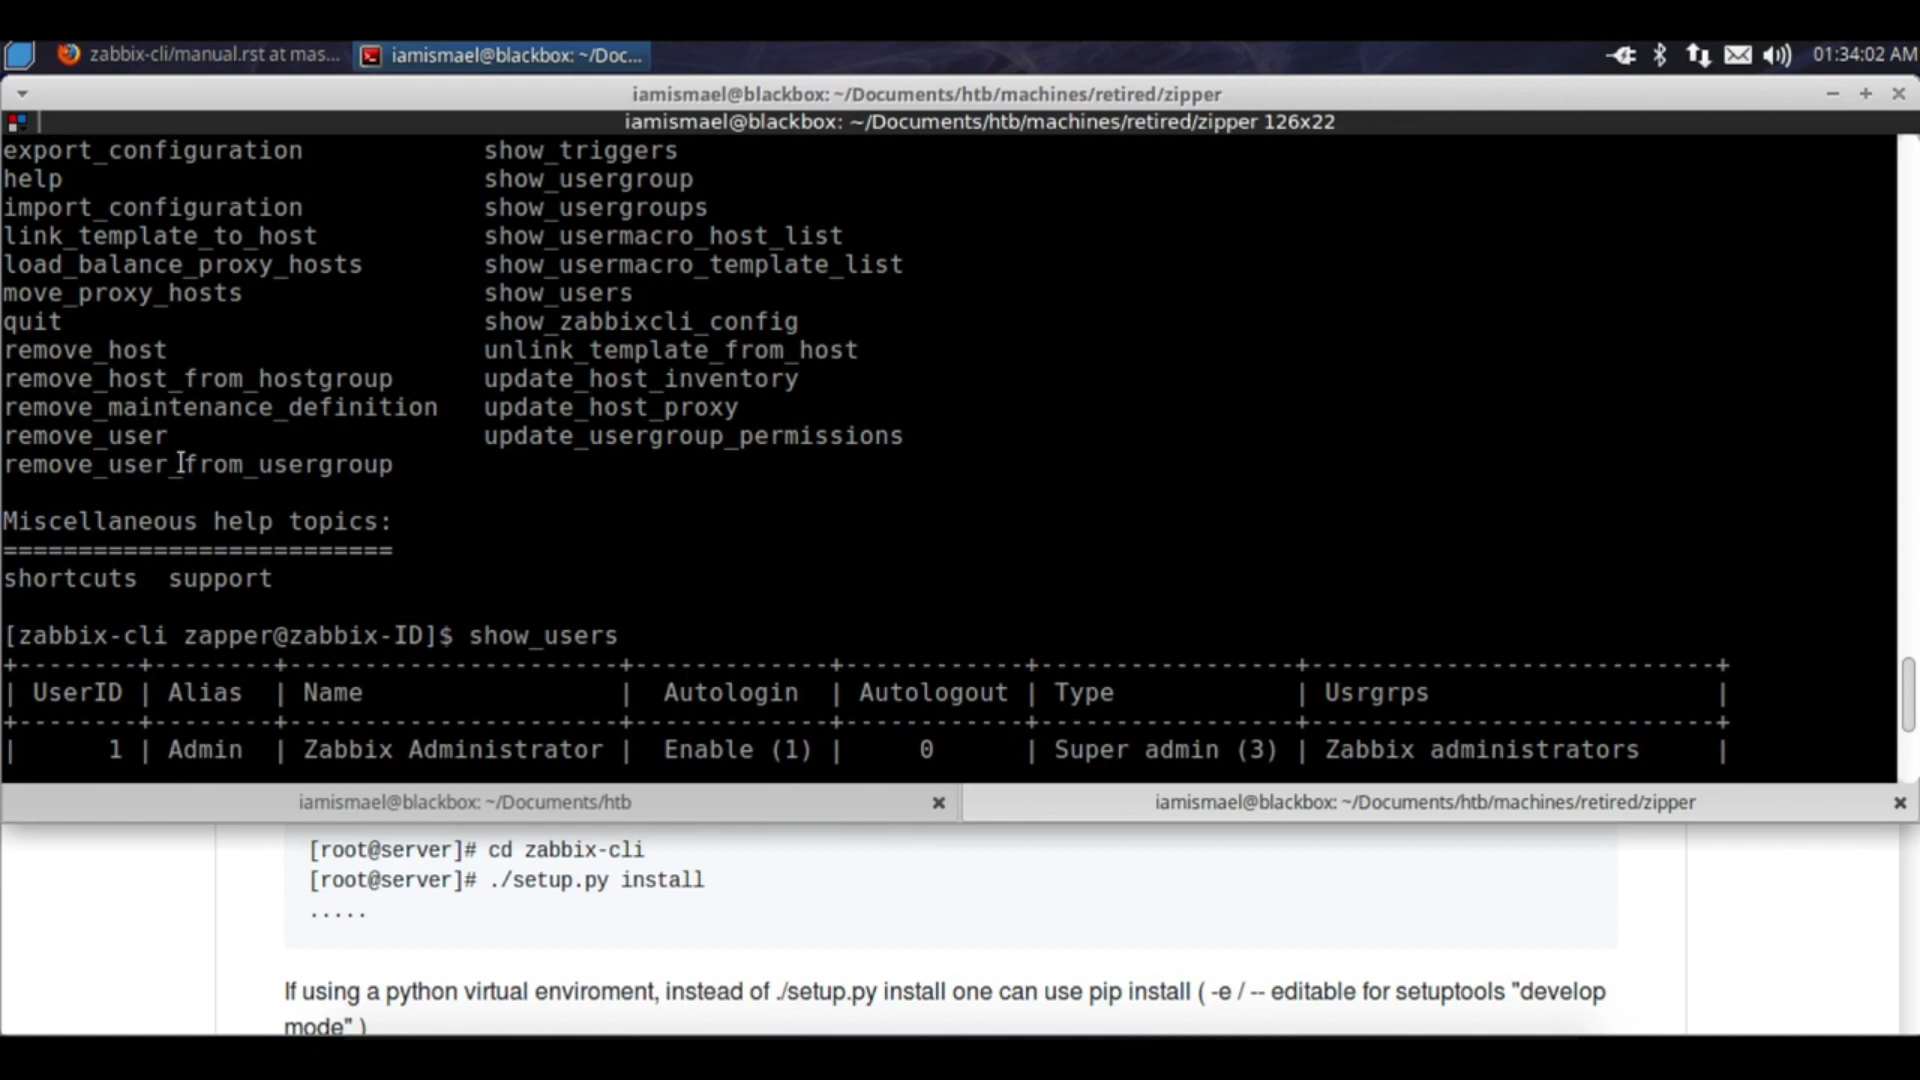 zabbix-cli/manual.rst at mas...
iamismael@blackbox: ~/Doc...
01:34:02 AM
iamismael@blackbox: ~/Documents/htb/machines/retired/zipper
iamismael@blackbox: ~/Documents/htb/machines/retired/zipper 126x22
export_configuration show_triggers
help show_usergroup
import_configuration show_usergroups
link_template_to_host show_usermacro_host_list
load_balance_proxy_hosts show_usermacro_template_list
move_proxy_hosts show_users
quit show_zabbixcli_config
remove_host unlink_template_from_host
remove_host_from_hostgroup update_host_inventory
remove_maintenance_definition update_host_proxy
remove_user update_usergroup_permissions
remove_user_from_usergroup
Miscellaneous help topics:
==========================
shortcuts support
[zabbix-cli zapper@zabbix-ID]$ show_users
+--------+--------+----------------------+-------------+------------+-----------------+---------------------------+
| UserID | Alias | Name | Autologin | Autologout | Type | Usrgrps |
+--------+--------+----------------------+-------------+------------+-----------------+---------------------------+
| 1 | Admin | Zabbix Administrator | Enable (1) | 0 | Super admin (3) | Zabbix administrators |
iamismael@blackbox: ~/Documents/htb
iamismael@blackbox: ~/Documents/htb/machines/retired/zipper
[root@server]# cd zabbix-cli
[root@server]# ./setup.py install
.....
If using a python virtual enviroment, instead of ./setup.py install one can use pip install ( -e / -- editable for setuptools "develop
mode" )